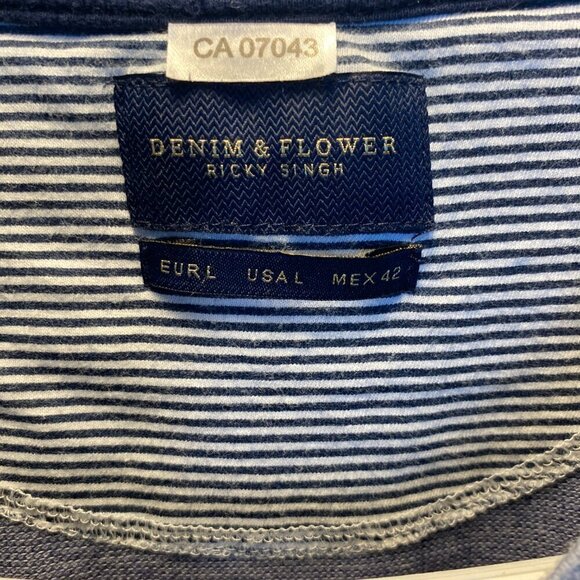 CA 07043
DENIM & FLOWER
RICKY SINGH
EUR L USA L MEX 42